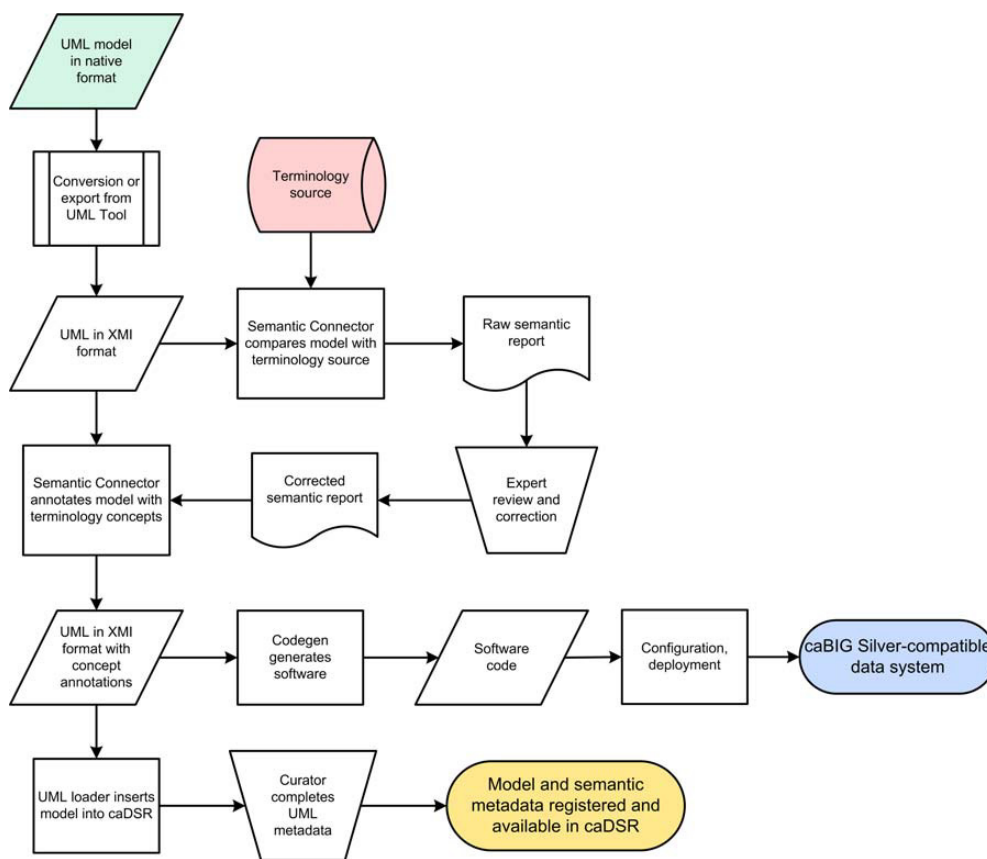 UML model
in native
format
Conversion or
export from
UML Tool
Terminology
source
UML in XMI
format
Semantic Connector
compares model with
terminology source
Raw semantic
report
Semantic Connector
annotates model with
terminology concepts
Corrected
semantic report
Expert
review and
correction
UML in XMI
format with
concept
annotations
Codegen
generates
software
Software
code
Configuration,
deployment
caBIG Silver-compatible
data system
UML loader inserts
model into caDSR
Curator
completes
UML
metadata
Model and semantic
metadata registered and
available in caDSR